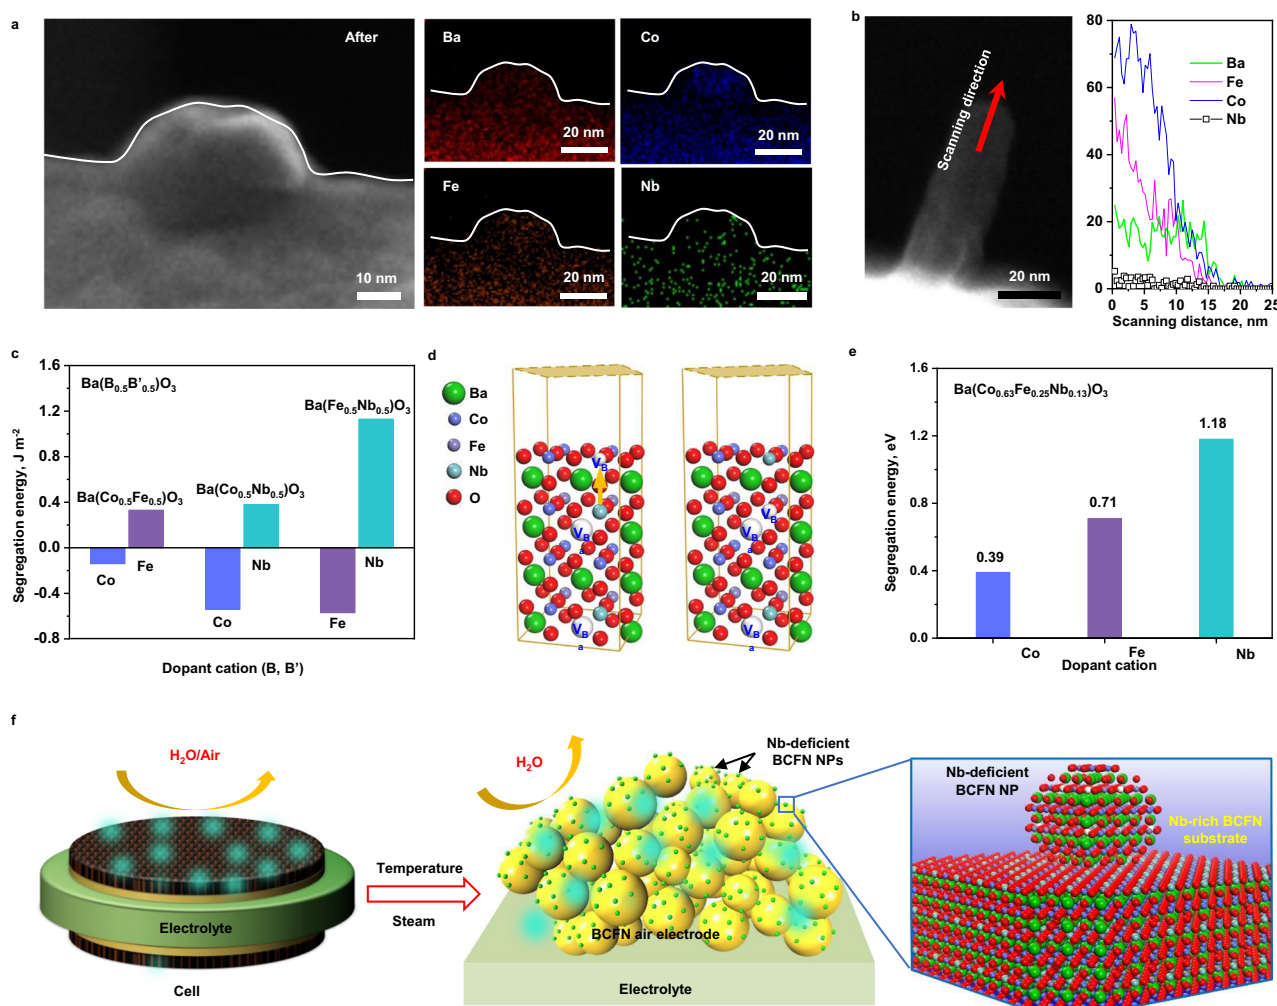 a
After
10 nm
Ba
20 nm
Co
20 nm
Fe
20 nm
Nb
20 nm
b
Scanning direction
20 nm
80
60
40
20
0
0 5 10 15 20 25
Scanning distance, nm
Ba
Fe
Co
Nb
c
Segregation energy, J m⁻²
1.6
1.2
0.8
0.4
0.0
-0.4
-0.8
Ba(B₀.₅B’₀.₅)O₃
Ba(Fe₀.₅Nb₀.₅)O₃
Ba(Co₀.₅Fe₀.₅)O₃
Ba(Co₀.₅Nb₀.₅)O₃
Co Fe
Nb
Nb
Co
Fe
Dopant cation (B, B’)
d
Ba
Co
Fe
Nb
O
V_B
V_Ba
V_Ba
V_B
V_Ba
V_Ba
e
Segregation energy, eV
1.6
1.2
0.8
0.4
0.0
Ba(Co₀.₆₃Fe₀.₂₅Nb₀.₁₃)O₃
0.39
0.71
1.18
Co Fe Nb
Dopant cation
f
H₂O/Air
Electrolyte
Cell
Temperature
Steam
H₂O
Nb-deficient
BCFN NPs
BCFN air electrode
Electrolyte
Nb-deficient
BCFN NP
Nb-rich BCFN
substrate